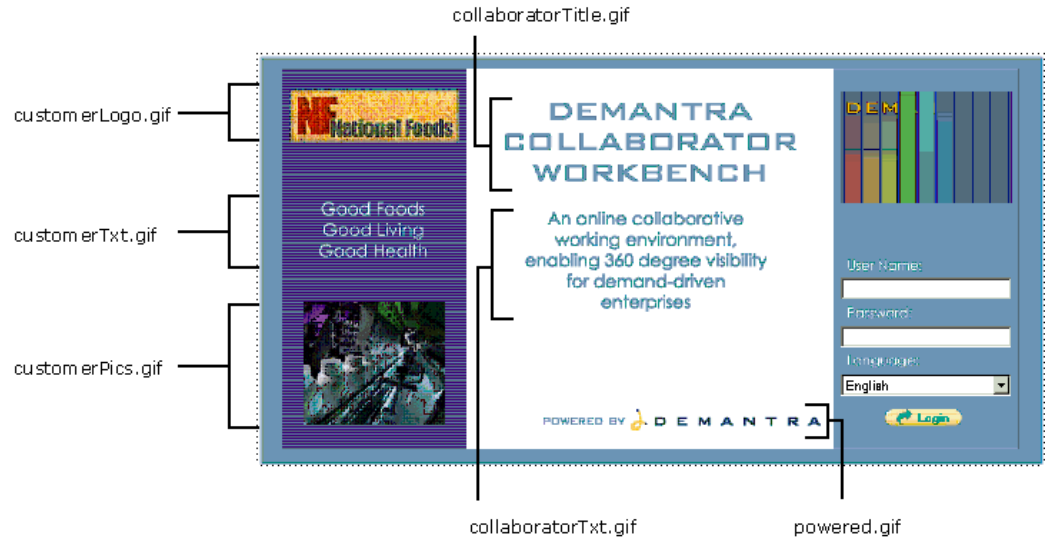 collaboratorTitle.gif
customerLogo.gif
NF National Foods
customerTxt.gif
Good Foods
Good Living
Good Health
customerPics.gif
DEMANTRA
COLLABORATOR
WORKBENCH
An online collaborative
working environment,
enabling 360 degree visibility
for demand-driven
enterprises
POWERED BY DEMANTRA
DEM
User Name:
Password:
Language:
English
Login
collaboratorTxt.gif
powered.gif